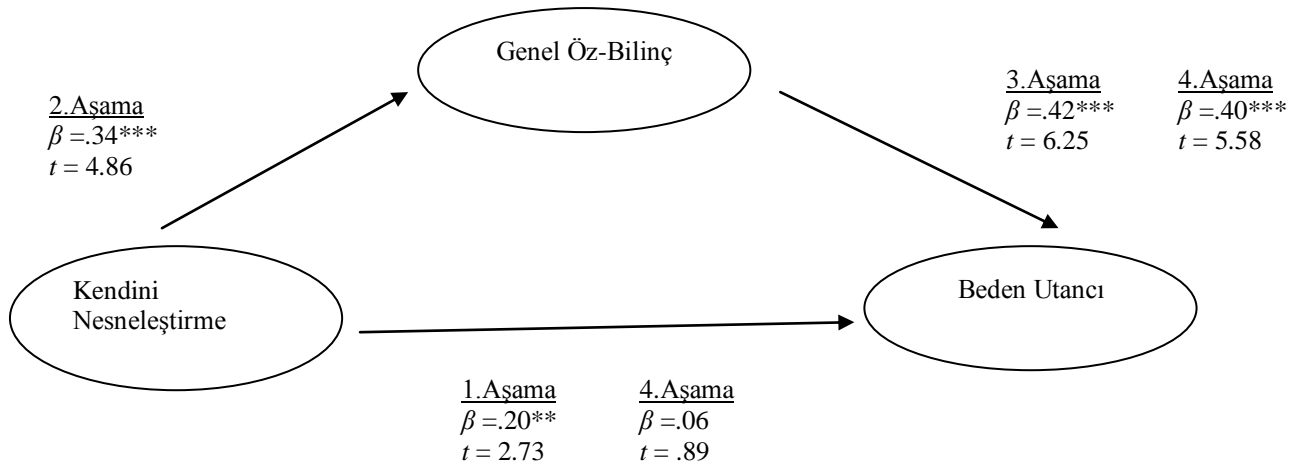 Genel Öz-Bilinç
2.Aşama
β =.34***
t = 4.86
3.Aşama
β =.42***
t = 6.25
4.Aşama
β =.40***
t = 5.58
Kendini
Nesneleştirme
Beden Utancı
1.Aşama
β =.20**
t = 2.73
4.Aşama
β =.06
t = .89